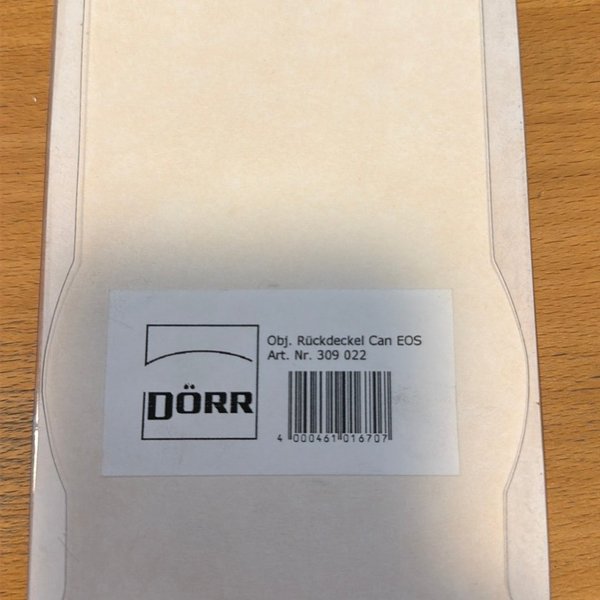 DÖRR
Obj. Rückdeckel Can EOS
Art. Nr. 309 022
4 000461 016707